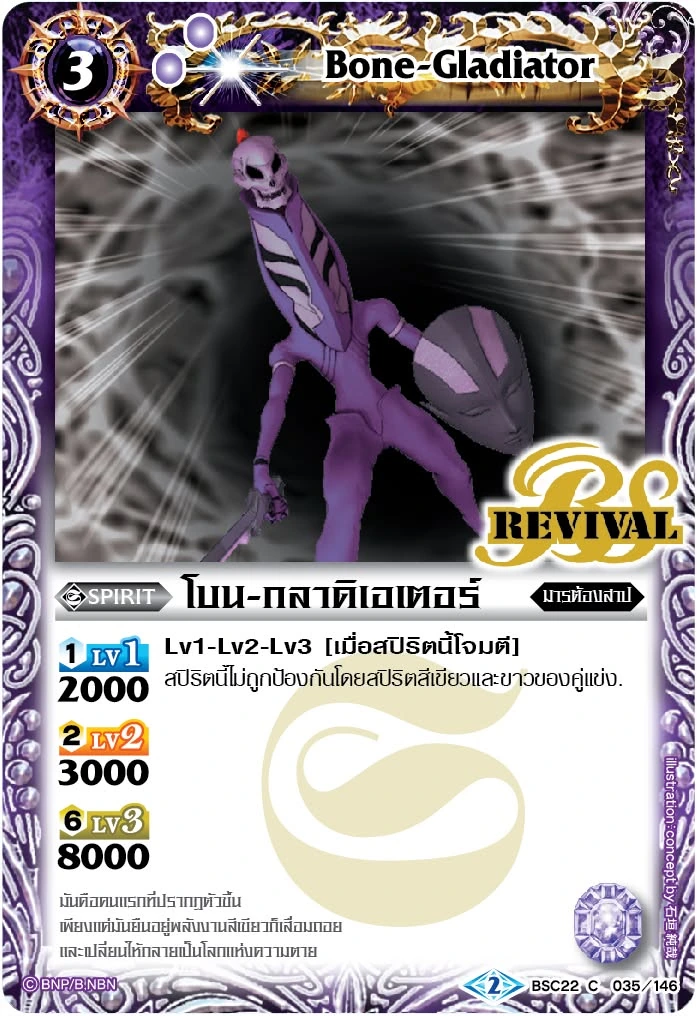 3
Bone-Gladiator
BS
REVIVAL
SPIRIT
โบน-กลาดิเอเตอร์
มารต้องสาป
Lv1-Lv2-Lv3 [เมื่อสปิริตนี้โจมตี]
สปิริตนี้ไม่ถูกป้องกันโดยสปิริตสีเขียวและขาวของคู่แข่ง.
1 LV1
2000
2 LV2
3000
6 LV3
8000
มันคือคนแรกที่ปรากฏตัวขึ้น
เพียงแต่มันยืนอยู่พลังงานสีเขียวก็เสื่อมถอย
และเปลี่ยนให้กลายเป็นโลกแห่งความตาย
illustration:concept by 石垣 純哉
©BNP/B,NBN
2
BSC22 C 035/146